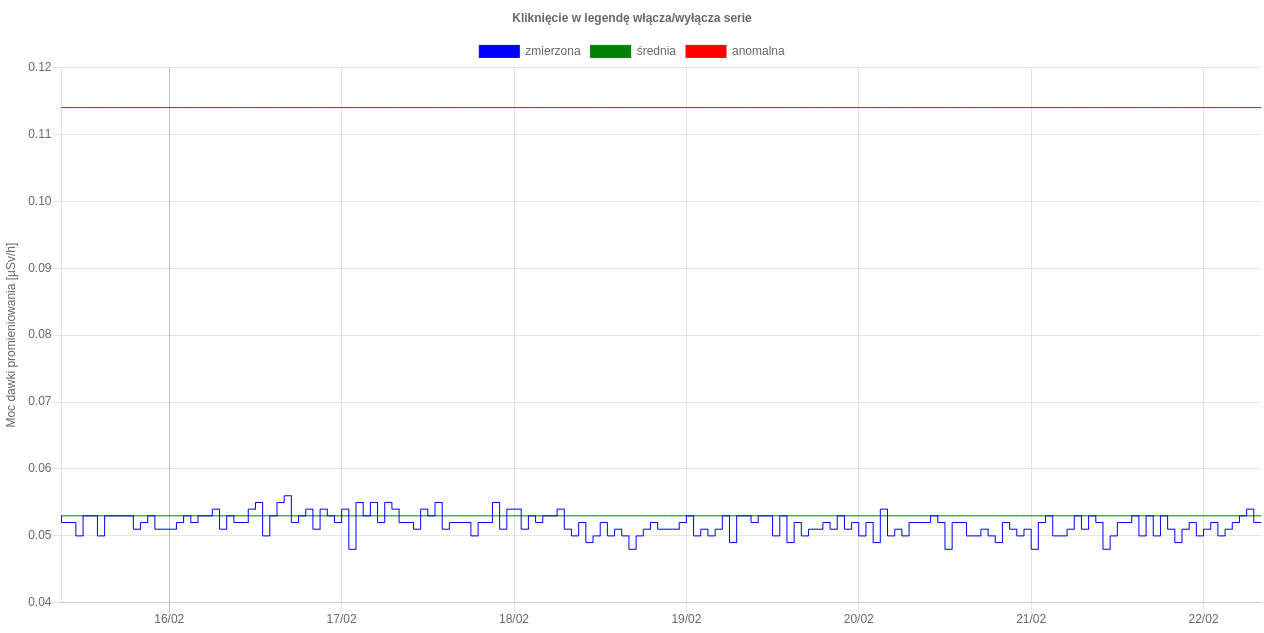 Kliknięcie w legendę włącza/wyłącza serie
zmierzona średnia anomalna
Moc dawki promieniowania [µSv/h]
0.12
0.11
0.10
0.09
0.08
0.07
0.06
0.05
0.04
16/02 17/02 18/02 19/02 20/02 21/02 22/02